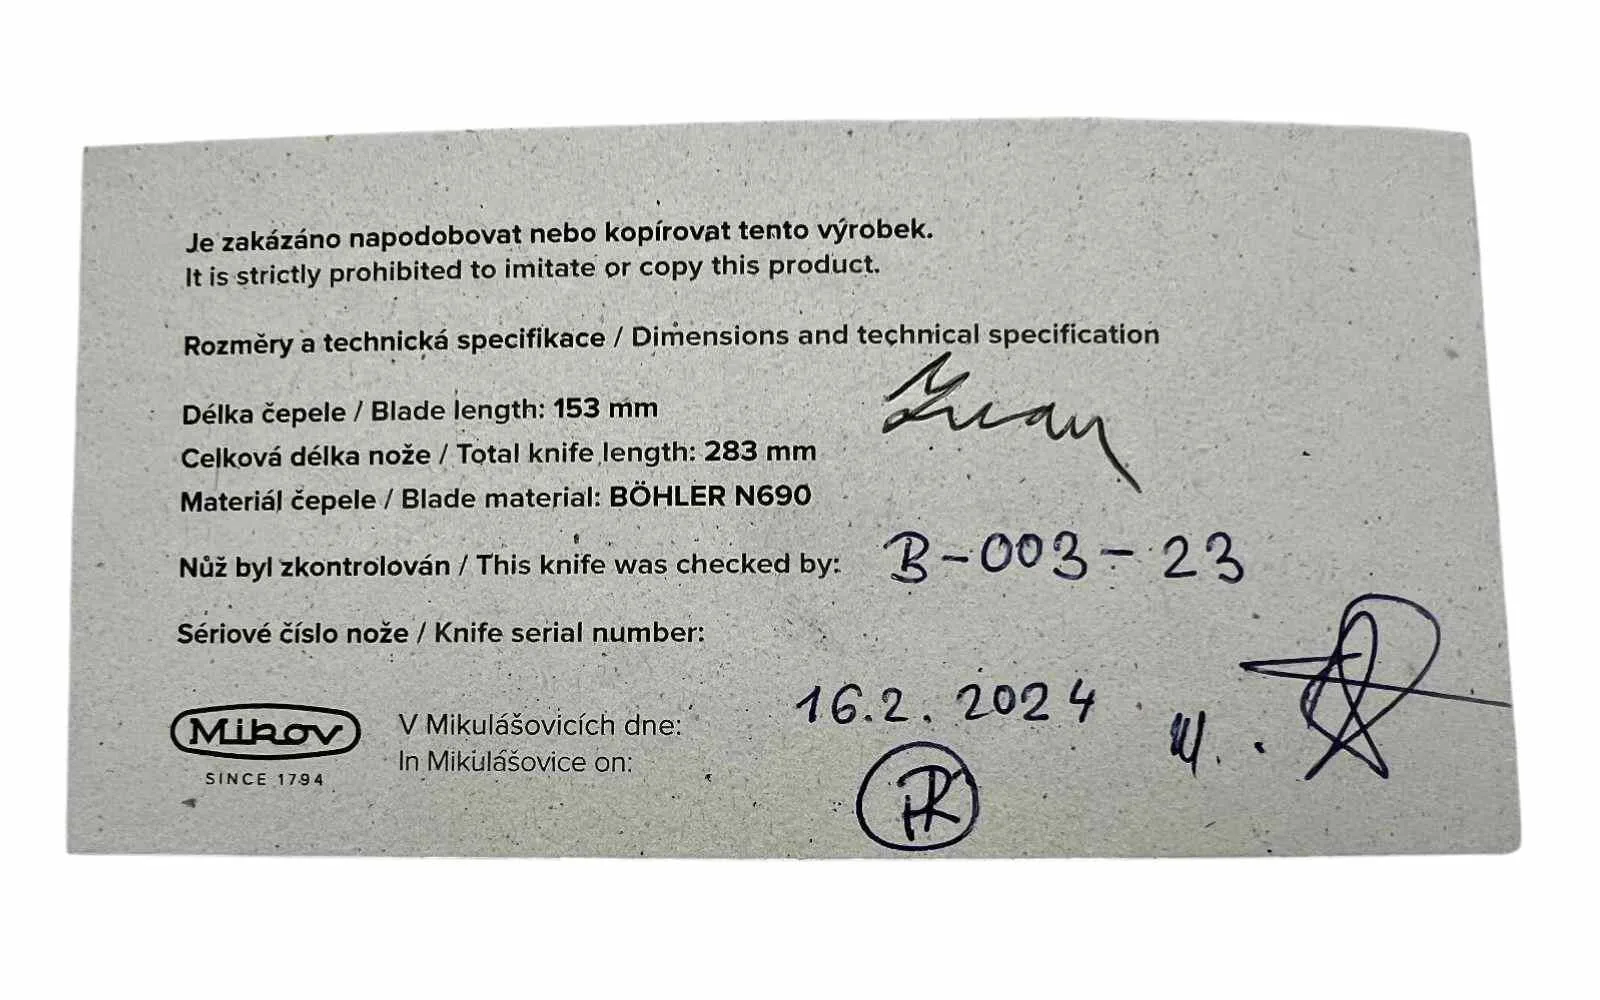 Je zakázáno napodobovat nebo kopírovat tento výrobek.
It is strictly prohibited to imitate or copy this product.
Rozměry a technická specifikace / Dimensions and technical specification
Délka čepele / Blade length: 153 mm
Celková délka nože / Total knife length: 283 mm
Materiál čepele / Blade material: BÖHLER N690
Nůž byl zkontrolován / This knife was checked by: B-003-23
Sériové číslo nože / Knife serial number:
Mikov
SINCE 1794
V Mikulášovicích dne: 16.2.2024
In Mikulášovice on: